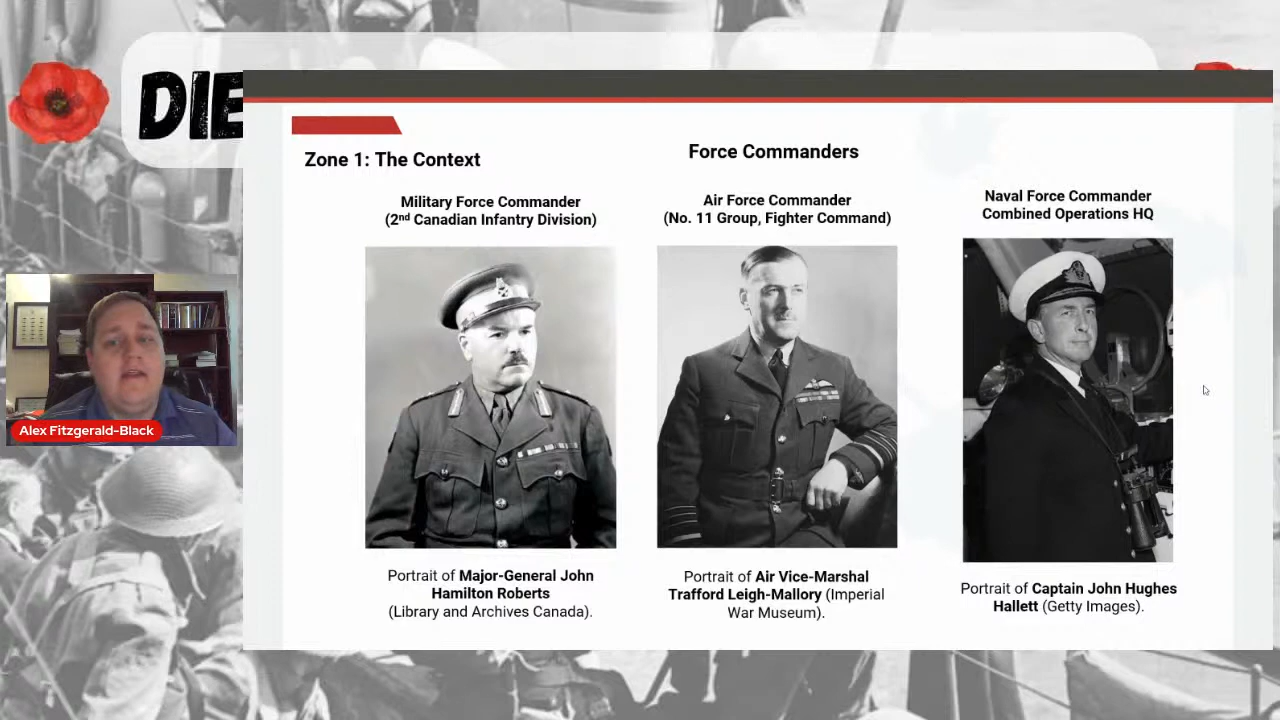 DIE
Zone 1: The Context
Force Commanders
Military Force Commander
(2nd Canadian Infantry Division)
Air Force Commander
(No. 11 Group, Fighter Command)
Naval Force Commander
Combined Operations HQ
Alex Fitzgerald-Black
Portrait of Major-General John
Hamilton Roberts
(Library and Archives Canada).
Portrait of Air Vice-Marshal
Trafford Leigh-Mallory (Imperial
War Museum).
Portrait of Captain John Hughes
Hallett (Getty Images).